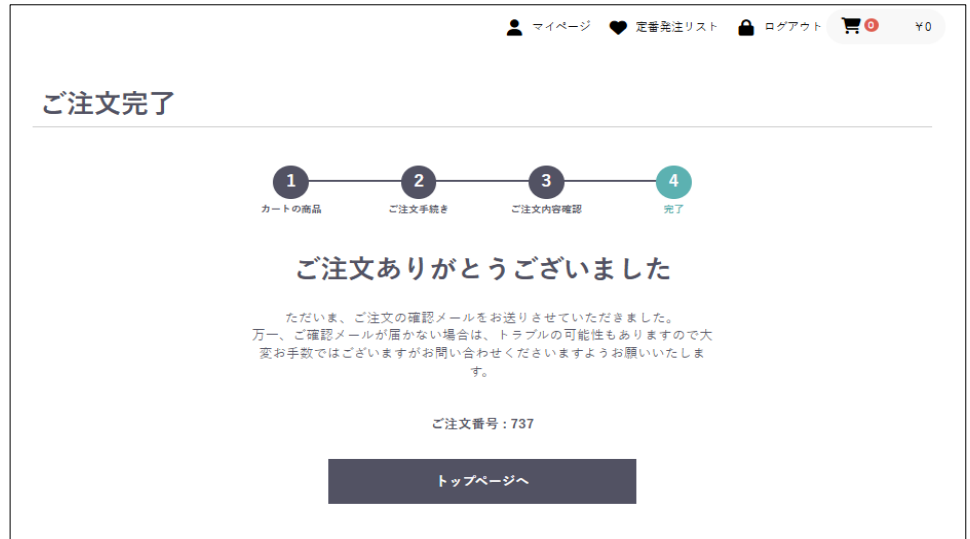 マイページ 定番発注リスト ログアウト 0 ¥0
ご注文完了
1 2 3 4
カートの商品 ご注文手続き ご注文内容確認 完了
ご注文ありがとうございました
ただいま、ご注文の確認メールをお送りさせていただきました。
万一、ご確認メールが届かない場合は、トラブルの可能性もありますので大
変お手数ではございますがお問い合わせくださいますようお願いいたしま
す。
ご注文番号 : 737
トップページへ